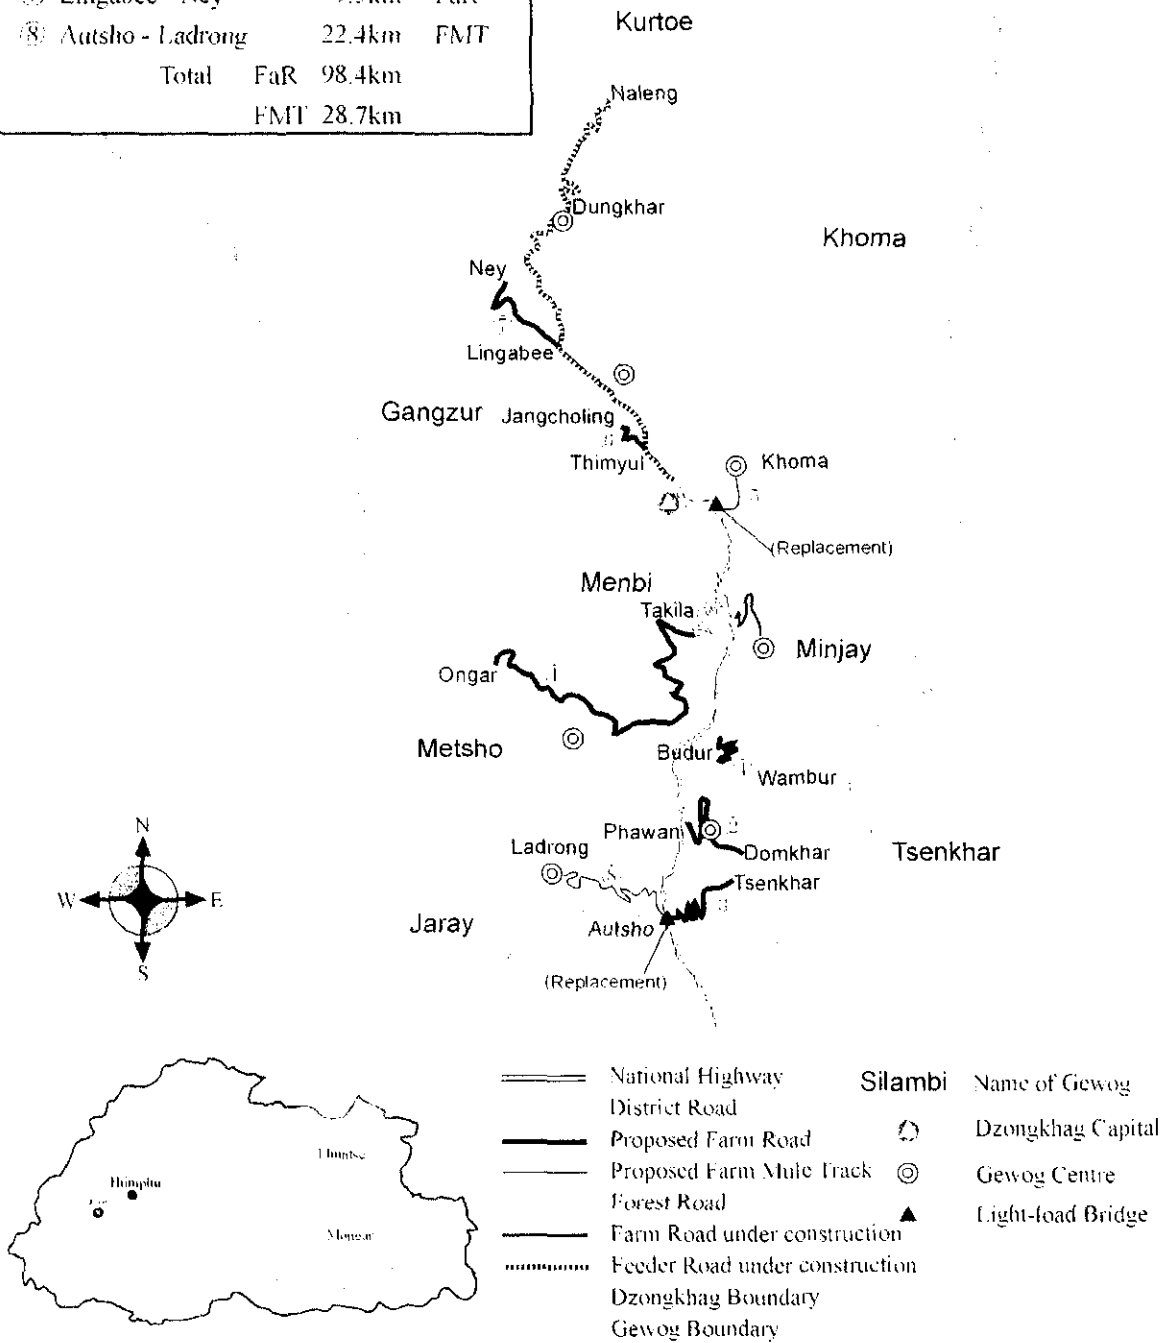 Lingabee - Ney
⑧ Autsho - Ladrong 22.4km FMT
Total FaR 98.4km
FMT 28.7km
Kurtoe
Naleng
Dungkhar
Khoma
Ney
Lingabee
Gangzur
Jangcholing
Thimyul
Khoma
(Replacement)
Menbi
Takila
Minjay
Ongar
Metsho
Budur
Wambur
Phawan
Domkhar
Ladrong
Tsenkhar
Tsenkhar
Jaray
Autsho
(Replacement)
N
W
E
S
National Highway
District Road
Proposed Farm Road
Proposed Farm Mule Track
Forest Road
Farm Road under construction
Feeder Road under construction
Dzongkhag Boundary
Gewog Boundary
Silambi Name of Gewog
Dzongkhag Capital
Gewog Centre
Light-load Bridge
Thimphu
Mongar